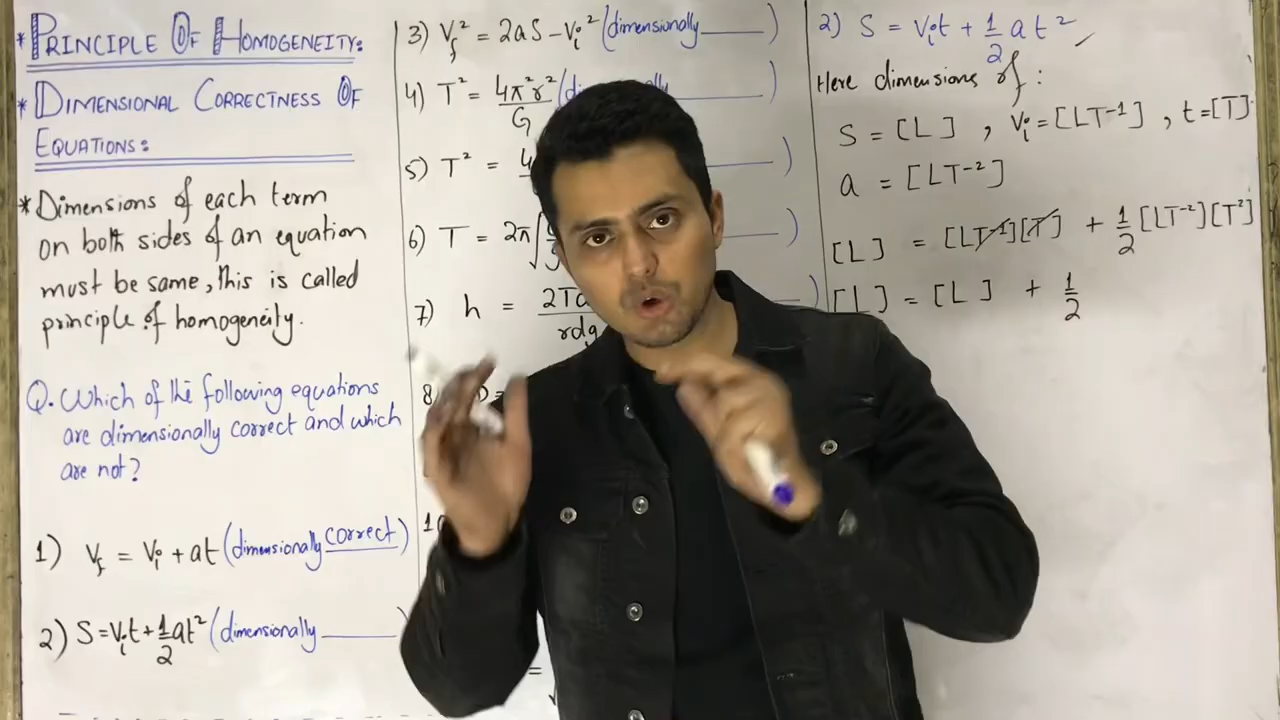 * PRINCIPLE OF HOMOGENEITY:
* DIMENSIONAL CORRECTNESS OF
EQUATIONS:
* Dimensions of each term
on both sides of an equation
must be same, this is called
principle of homogeneity.
Q. Which of the following equations
are dimensionally correct and which
are not?
1) Vf = Vi + at (dimensionally correct)
2) S = Vit + 1/2 at² (dimensionally ____)
3) Vf² = 2aS - Vi² (dimensionally ____)
4) T² = 4π²r²/G
5) T² =
6) T = 2π√
7) h =
8)
2) S = Vit + 1/2 at²
Here dimensions of:
S = [L] , Vi = [LT⁻¹] , t = [T]
a = [LT⁻²]
[L] = [LT⁻¹][T] + 1/2 [LT⁻²][T²]
[L] = [L] + 1/2